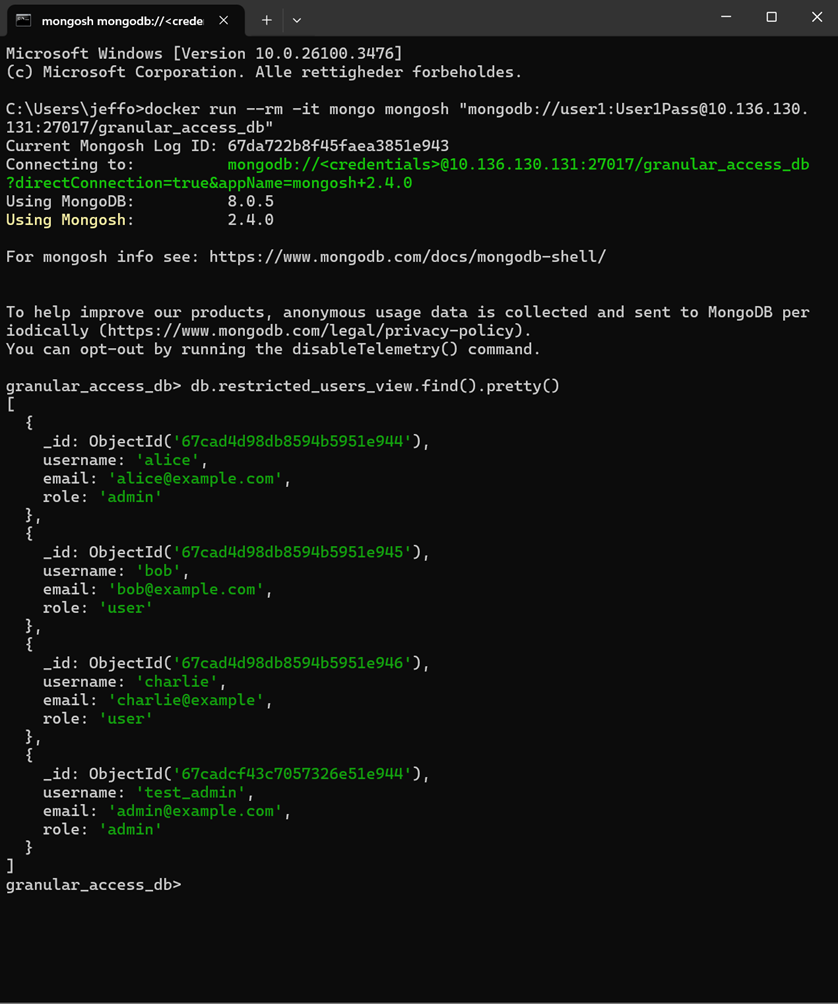 mongosh mongodb://<crede
Microsoft Windows [Version 10.0.26100.3476]
(c) Microsoft Corporation. Alle rettigheder forbeholdes.
C:\Users\jeffo>docker run --rm -it mongo mongosh "mongodb://user1:User1Pass@10.136.130.
131:27017/granular_access_db"
Current Mongosh Log ID: 67da722b8f45faea3851e943
Connecting to:          mongodb://<credentials>@10.136.130.131:27017/granular_access_db
?directConnection=true&appName=mongosh+2.4.0
Using MongoDB:          8.0.5
Using Mongosh:          2.4.0
For mongosh info see: https://www.mongodb.com/docs/mongodb-shell/
To help improve our products, anonymous usage data is collected and sent to MongoDB per
iodically (https://www.mongodb.com/legal/privacy-policy).
You can opt-out by running the disableTelemetry() command.
granular_access_db> db.restricted_users_view.find().pretty()
[
  {
    _id: ObjectId('67cad4d98db8594b5951e944'),
    username: 'alice',
    email: 'alice@example.com',
    role: 'admin'
  },
  {
    _id: ObjectId('67cad4d98db8594b5951e945'),
    username: 'bob',
    email: 'bob@example.com',
    role: 'user'
  },
  {
    _id: ObjectId('67cad4d98db8594b5951e946'),
    username: 'charlie',
    email: 'charlie@example',
    role: 'user'
  },
  {
    _id: ObjectId('67cadcf43c7057326e51e944'),
    username: 'test_admin',
    email: 'admin@example.com',
    role: 'admin'
  }
]
granular_access_db>